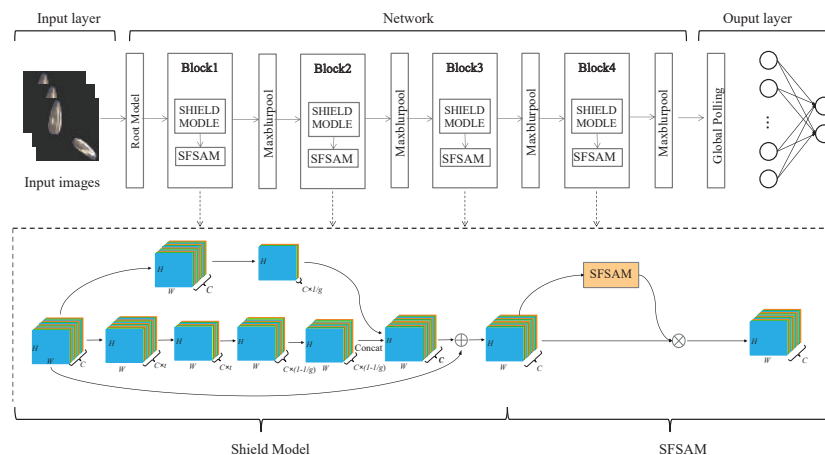 Input layer
Network
Ouput layer
Input images
Root Model
Block1
SHIELD
MODLE
SFSAM
Maxblurpool
Block2
SHIELD
MODLE
SFSAM
Maxblurpool
Block3
SHIELD
MODLE
SFSAM
Maxblurpool
Block4
SHIELD
MODLE
SFSAM
Maxblurpool
Global Polling
...
H
W
C
H
C×1/g
H
W
C
H
W
C×t
H
W
C×t
H
W
C×(1-1/g)
H
W
C×(1-1/g)
Concat
H
W
C
H
W
C
SFSAM
H
W
C
Shield Model
SFSAM